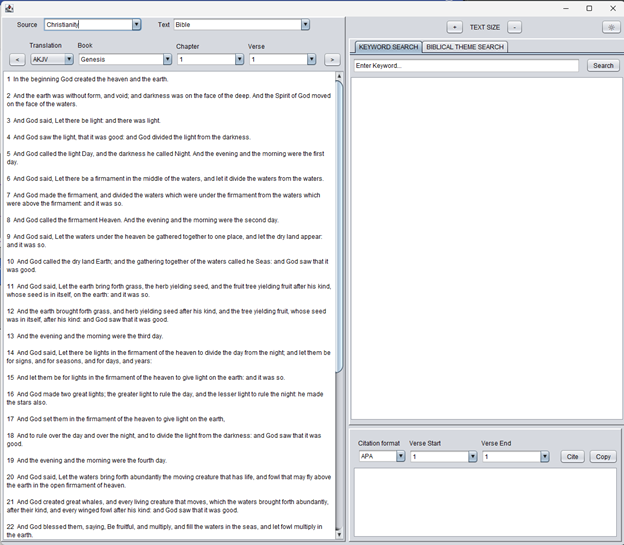 Source Christianity Text Bible
+ TEXT SIZE -
Translation Book Chapter Verse
< AKJV Genesis 1 1 >
1 In the beginning God created the heaven and the earth.
2 And the earth was without form, and void; and darkness was on the face of the deep. And the Spirit of God moved
on the face of the waters.
3 And God said, Let there be light: and there was light.
4 And God saw the light, that it was good: and God divided the light from the darkness.
5 And God called the light Day, and the darkness he called Night. And the evening and the morning were the first
day.
6 And God said, Let there be a firmament in the middle of the waters, and let it divide the waters from the waters.
7 And God made the firmament, and divided the waters which were under the firmament from the waters which
were above the firmament: and it was so.
8 And God called the firmament Heaven. And the evening and the morning were the second day.
9 And God said, Let the waters under the heaven be gathered together to one place, and let the dry land appear:
and it was so.
10 And God called the dry land Earth; and the gathering together of the waters called he Seas: and God saw that it
was good.
11 And God said, Let the earth bring forth grass, the herb yielding seed, and the fruit tree yielding fruit after his kind,
whose seed is in itself, on the earth: and it was so.
12 And the earth brought forth grass, and herb yielding seed after his kind, and the tree yielding fruit, whose seed
was in itself, after his kind: and God saw that it was good.
13 And the evening and the morning were the third day.
14 And God said, Let there be lights in the firmament of the heaven to divide the day from the night; and let them be
for signs, and for seasons, and for days, and years:
15 And let them be for lights in the firmament of the heaven to give light on the earth: and it was so.
16 And God made two great lights; the greater light to rule the day, and the lesser light to rule the night: he made
the stars also.
17 And God set them in the firmament of the heaven to give light on the earth,
18 And to rule over the day and over the night, and to divide the light from the darkness: and God saw that it was
good.
19 And the evening and the morning were the fourth day.
20 And God said, Let the waters bring forth abundantly the moving creature that has life, and fowl that may fly above
the earth in the open firmament of heaven.
21 And God created great whales, and every living creature that moves, which the waters brought forth abundantly,
after their kind, and every winged fowl after his kind: and God saw that it was good.
22 And God blessed them, saying, Be fruitful, and multiply, and fill the waters in the seas, and let fowl multiply in
the earth.
KEYWORD SEARCH BIBLICAL THEME SEARCH
Enter Keyword... Search
Citation format Verse Start Verse End
APA 1 1 Cite Copy